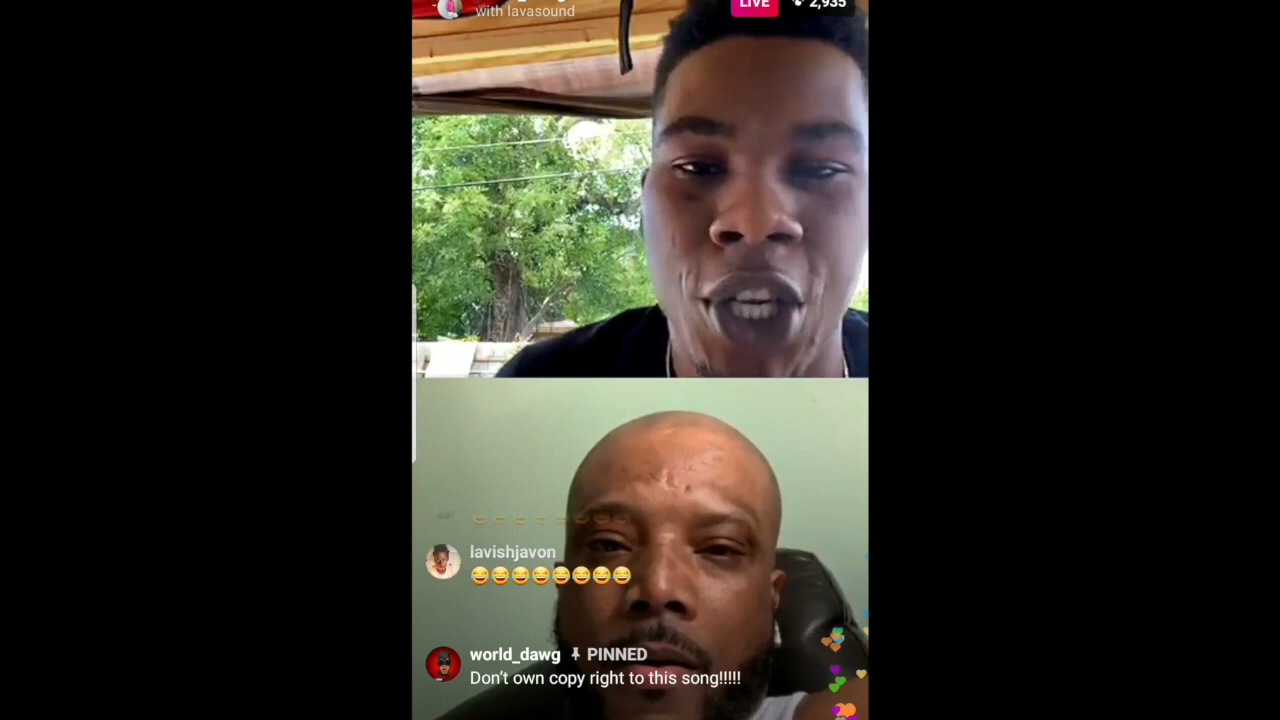 with lavasound
LIVE 2,935
lavishjavon
😂😂😂😂😂😂😂😂
world_dawg PINNED
Don't own copy right to this song!!!!!